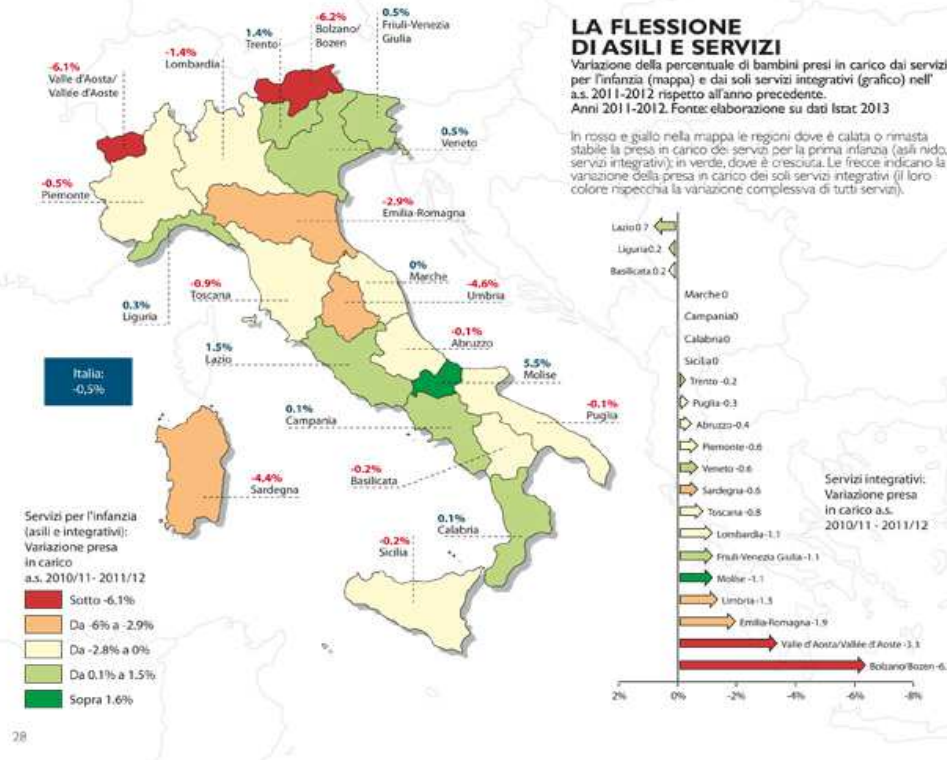 LA FLESSIONE
DI ASILI E SERVIZI
Variazione della percentuale di bambini presi in carico dai servizi
per l'infanzia (mappa) e dai soli servizi integrativi (grafico) nell'
a.s. 2011-2012 rispetto all'anno precedente.
Anni 2011-2012. Fonte: elaborazione su dati Istat 2013
In rosso e giallo nella mappa le regioni dove è calata o rimasta
stabile la presa in carico dei servizi per la prima infanzia (asili nido,
servizi integrativi); in verde, dove è cresciuta. Le frecce indicano la
variazione della presa in carico dei soli servizi integrativi (il loro
colore rispecchia la variazione complessiva di tutti servizi).
-6.1%
Valle d'Aosta/
Vallée d'Aoste
-1.4%
Lombardia
1.4%
Trento
-6.2%
Bolzano/
Bozen
0.5%
Friuli-Venezia
Giulia
0.5%
Veneto
-0.5%
Piemonte
-2.9%
Emilia-Romagna
0.3%
Liguria
-0.9%
Toscana
0%
Marche
-4.6%
Umbria
1.5%
Lazio
-0.1%
Abruzzo
5.5%
Molise
0.1%
Campania
-0.1%
Puglia
-0.2%
Basilicata
-4.4%
Sardegna
0.1%
Calabria
-0.2%
Sicilia
Italia:
-0,5%
Servizi per l'infanzia
(asili e integrativi):
Variazione presa
in carico
a.s. 2010/11- 2011/12
Sotto -6.1%
Da -6% a -2.9%
Da -2.8% a 0%
Da 0.1% a 1.5%
Sopra 1.6%
Lazio 0.7
Liguria 0.2
Basilicata 0.2
Marche 0
Campania 0
Calabria 0
Sicilia 0
Trento -0.2
Puglia -0.3
Abruzzo -0.4
Piemonte -0.6
Veneto -0.6
Sardegna -0.6
Toscana -0.8
Lombardia -1.1
Friuli-Venezia Giulia -1.1
Molise -1.1
Umbria -1.3
Emilia-Romagna -1.9
Valle d'Aosta/Vallée d'Aoste -3.3
Bolzano/Bozen -6.
2% 0% -2% -4% -6% -8%
Servizi integrativi:
Variazione presa
in carico a.s.
2010/11 - 2011/12
28